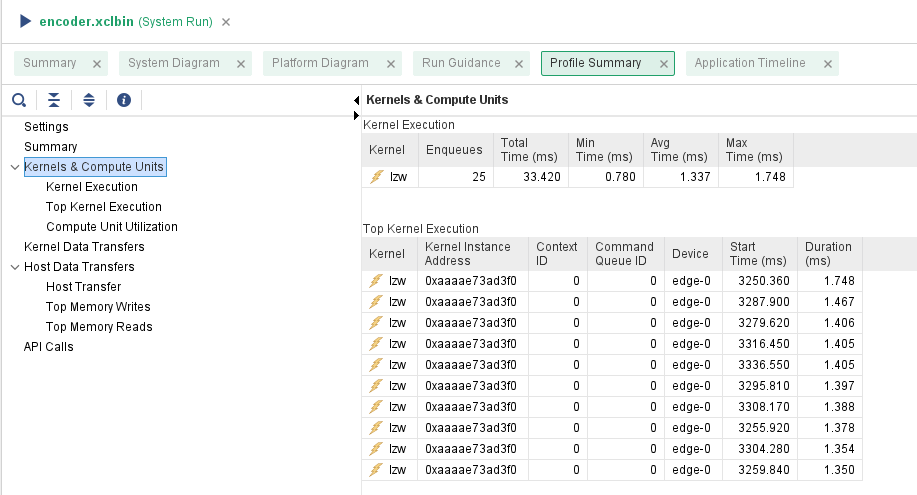 encoder.xclbin (System Run)
Summary System Diagram Platform Diagram Run Guidance Profile Summary Application Timeline
Settings
Summary
Kernels & Compute Units
Kernel Execution
Top Kernel Execution
Compute Unit Utilization
Kernel Data Transfers
Host Data Transfers
Host Transfer
Top Memory Writes
Top Memory Reads
API Calls
Kernels & Compute Units
Kernel Execution
Kernel Enqueues Total Time (ms) Min Time (ms) Avg Time (ms) Max Time (ms)
lzw 25 33.420 0.780 1.337 1.748
Top Kernel Execution
Kernel Kernel Instance Address Context ID Command Queue ID Device Start Time (ms) Duration (ms)
lzw 0xaaaae73ad3f0 0 0 edge-0 3250.360 1.748
lzw 0xaaaae73ad3f0 0 0 edge-0 3287.900 1.467
lzw 0xaaaae73ad3f0 0 0 edge-0 3279.620 1.406
lzw 0xaaaae73ad3f0 0 0 edge-0 3316.450 1.405
lzw 0xaaaae73ad3f0 0 0 edge-0 3336.550 1.405
lzw 0xaaaae73ad3f0 0 0 edge-0 3295.810 1.397
lzw 0xaaaae73ad3f0 0 0 edge-0 3308.170 1.388
lzw 0xaaaae73ad3f0 0 0 edge-0 3255.920 1.378
lzw 0xaaaae73ad3f0 0 0 edge-0 3304.280 1.354
lzw 0xaaaae73ad3f0 0 0 edge-0 3259.840 1.350